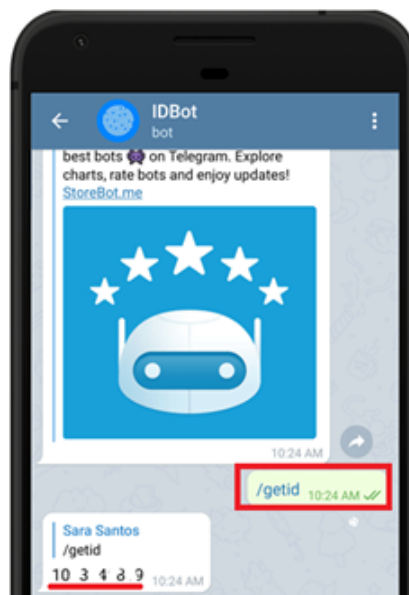 IDBot
bot
best bots 👾 on Telegram. Explore
charts, rate bots and enjoy updates!
StoreBot.me
10:24 AM
/getid 10:24 AM
Sara Santos
/getid
10:24 AM